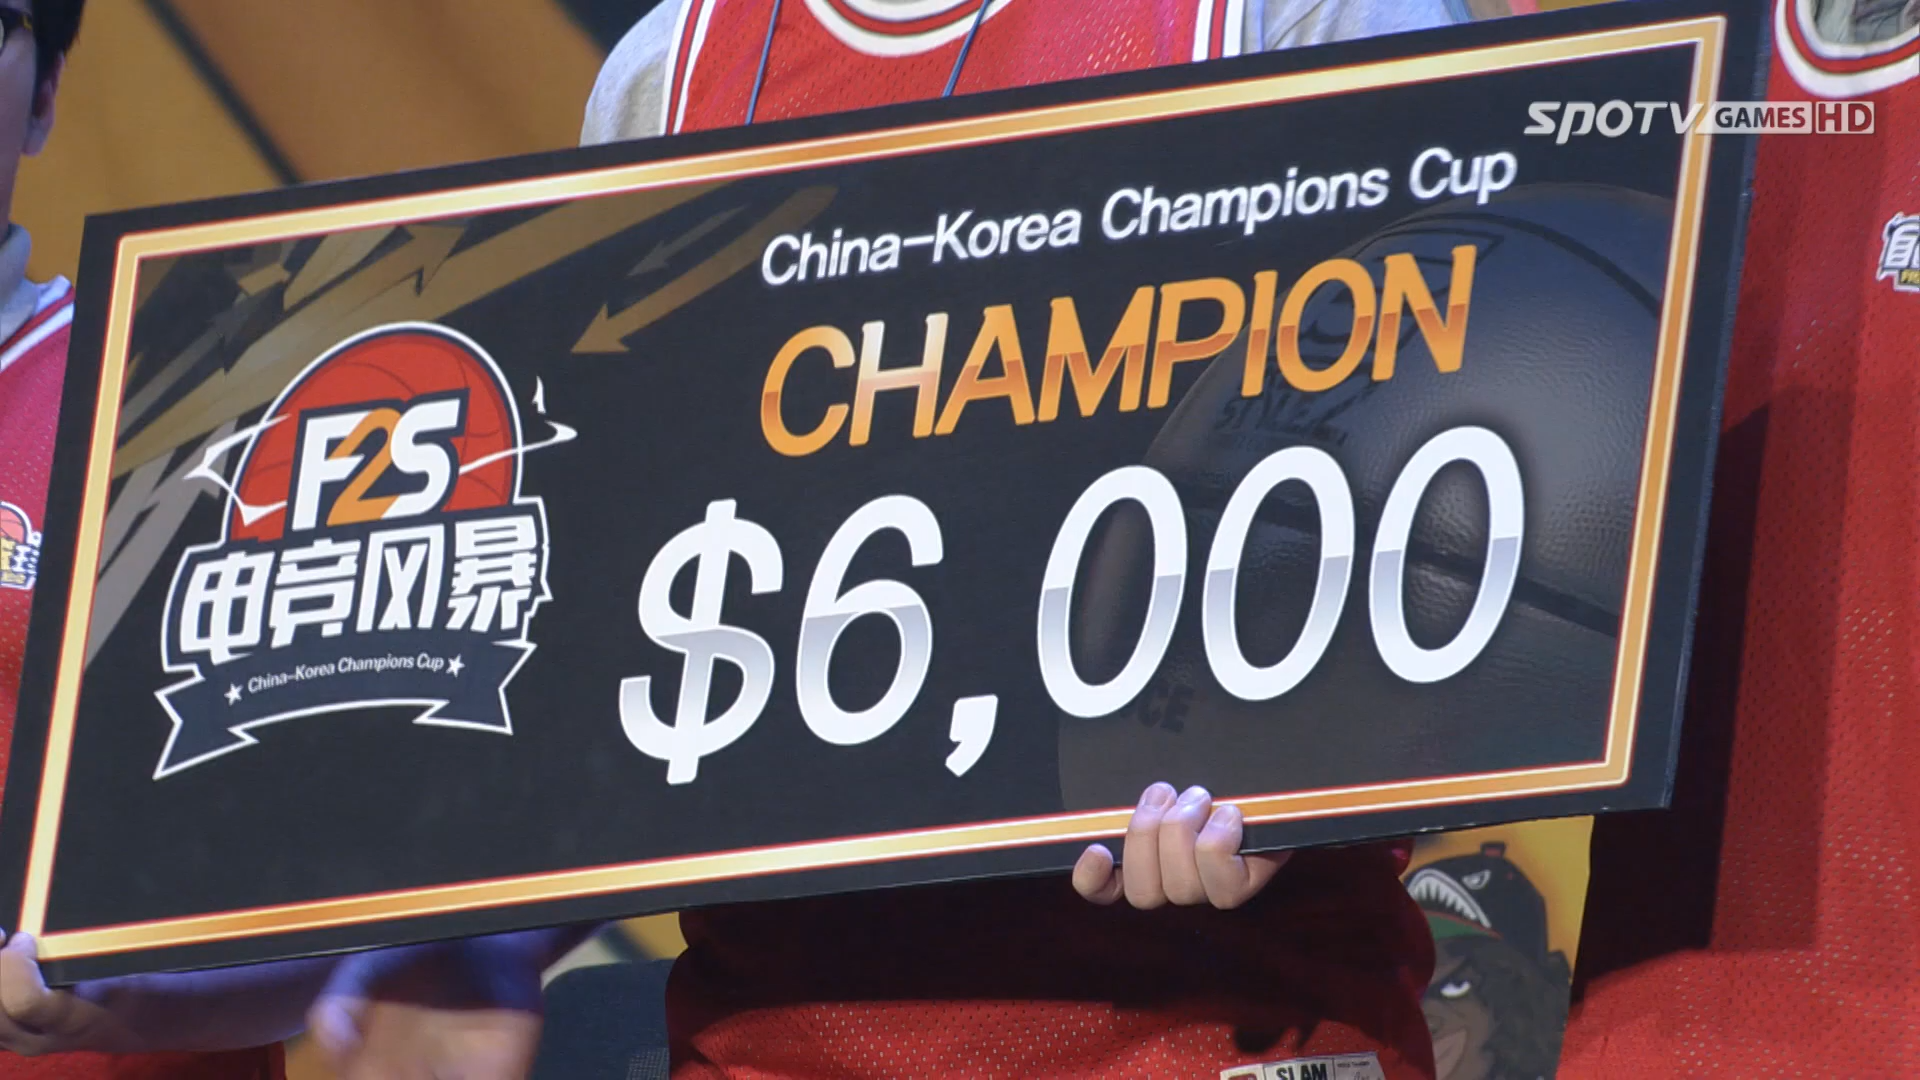 SPOTV GAMES HD
China-Korea Champions Cup
CHAMPION
$6,000
F2S
电竞风暴
★ China-Korea Champions Cup ★
SLAM